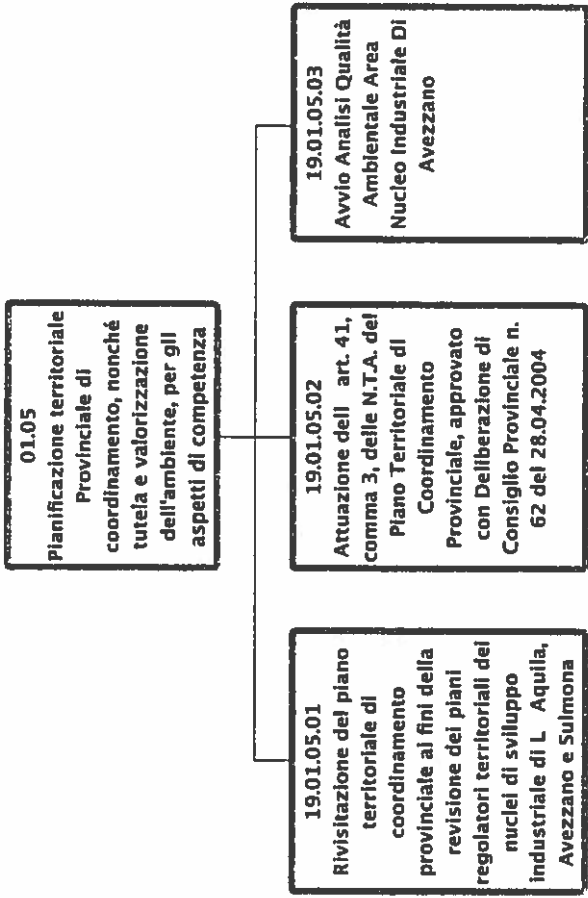 01.05
Pianificazione territoriale
Provinciale di
coordinamento, nonché
tutela e valorizzazione
dell'ambiente, per gli
aspetti di competenza
19.01.05.01
Rivisitazione del piano
territoriale di
coordinamento
provinciale ai fini della
revisione dei piani
regolatori territoriali dei
nuclei di sviluppo
industriale di L Aquila,
Avezzano e Sulmona
19.01.05.02
Attuazione dell art. 41,
comma 3, delle N.T.A. del
Piano Territoriale di
Coordinamento
Provinciale, approvato
con Deliberazione di
Consiglio Provinciale n.
62 del 28.04.2004
19.01.05.03
Avvio Analisi Qualità
Ambientale Area
Nucleo Industriale Di
Avezzano